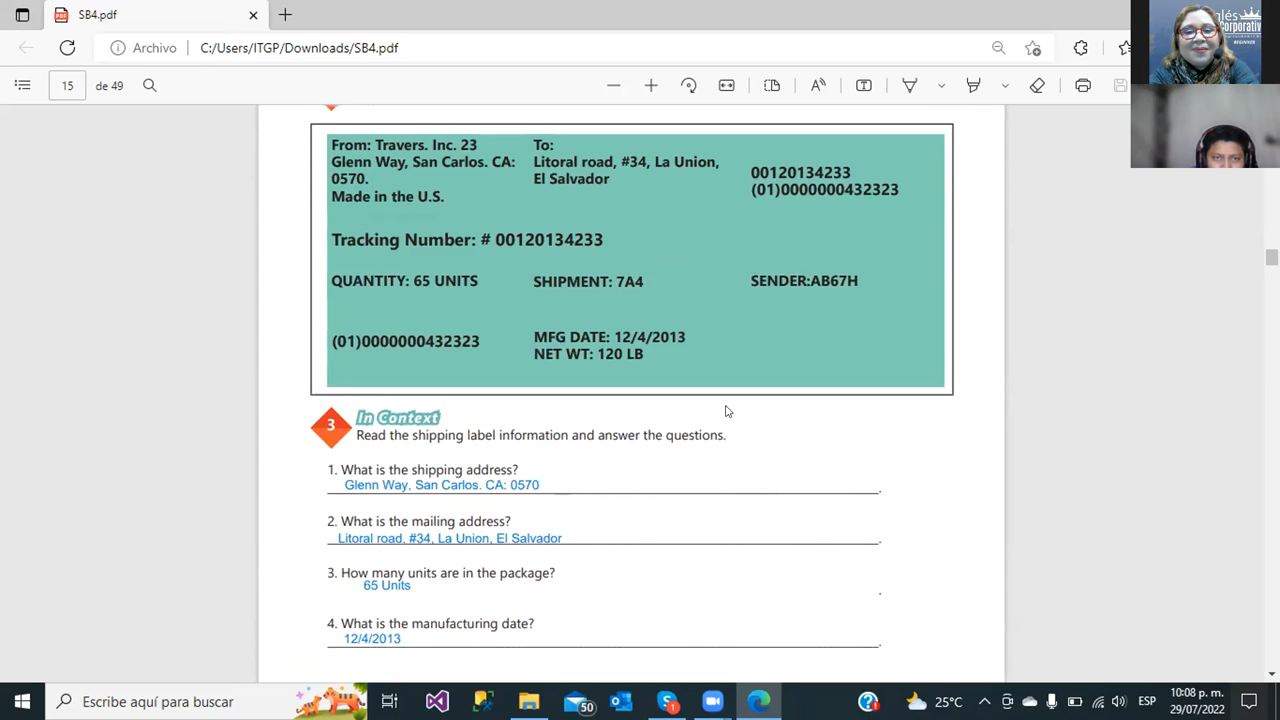 SB4.pdf
Archivo
C:/Users/ITGP/Downloads/SB4.pdf
15
de 49
From: Travers. Inc. 23
Glenn Way, San Carlos. CA:
0570.
Made in the U.S.
To:
Litoral road, #34, La Union,
El Salvador
00120134233
(01)0000000432323
Tracking Number: # 00120134233
QUANTITY: 65 UNITS
SHIPMENT: 7A4
SENDER:AB67H
(01)0000000432323
MFG DATE: 12/4/2013
NET WT: 120 LB
3
In Context
Read the shipping label information and answer the questions.
1. What is the shipping address?
Glenn Way, San Carlos. CA: 0570
.
2. What is the mailing address?
Litoral road, #34, La Union, El Salvador
.
3. How many units are in the package?
65 Units
.
4. What is the manufacturing date?
12/4/2013
.
Escribe aquí para buscar
50
1
25°C
ESP
10:08 p. m.
29/07/2022
BEGINNER